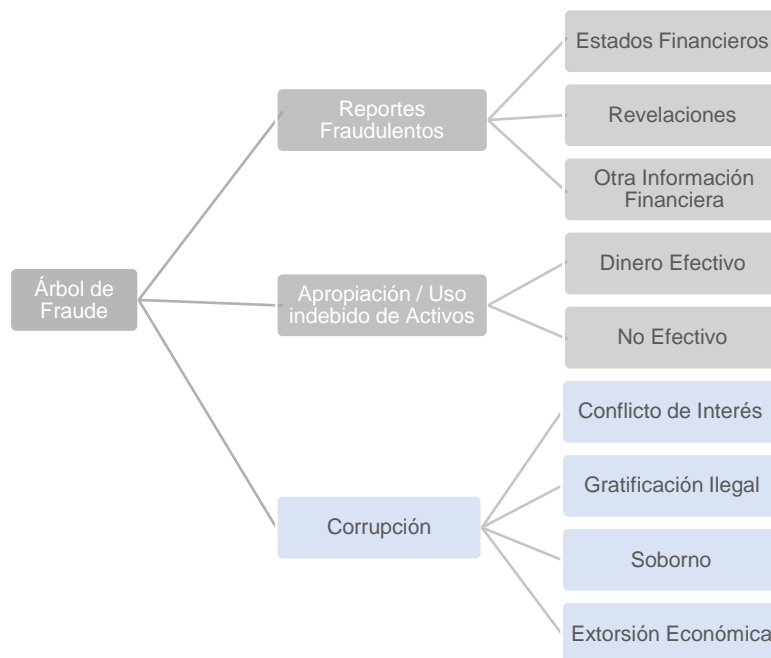 Árbol de
Fraude
Reportes
Fraudulentos
Estados Financieros
Revelaciones
Otra Información
Financiera
Apropiación / Uso
indebido de Activos
Dinero Efectivo
No Efectivo
Corrupción
Conflicto de Interés
Gratificación Ilegal
Soborno
Extorsión Económica